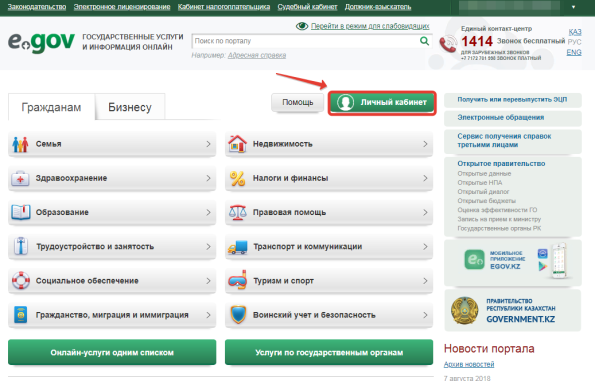 Законодательство Электронное лицензирование Кабинет налогоплательщика Судебный кабинет Должник-взыскатель
Перейти в режим для слабовидящих
e.gov
ГОСУДАРСТВЕННЫЕ УСЛУГИ
И ИНФОРМАЦИЯ ОНЛАЙН
Поиск по порталу
Например: Адресная справка
Единый контакт-центр
1414 Звонок бесплатный
ДЛЯ ЗАРУБЕЖНЫХ ЗВОНКОВ
+7 7172 701 998 ЗВОНОК ПЛАТНЫЙ
ҚАЗ
РУС
ENG
Гражданам
Бизнесу
Помощь
Личный кабинет
Семья
Недвижимость
Здравоохранение
Налоги и финансы
Образование
Правовая помощь
Трудоустройство и занятость
Транспорт и коммуникации
Социальное обеспечение
Туризм и спорт
Гражданство, миграция и иммиграция
Воинский учет и безопасность
Онлайн-услуги одним списком
Услуги по государственным органам
Получить или перевыпустить ЭЦП
Электронные обращения
Сервис получения справок
третьими лицами
Открытое правительство
Открытые данные
Открытые НПА
Открытый диалог
Открытые бюджеты
Оценка эффективности ГО
Запись на прием к министру
Государственные органы РК
МОБИЛЬНОЕ
ПРИЛОЖЕНИЕ
EGOV.KZ
ПРАВИТЕЛЬСТВО
РЕСПУБЛИКИ КАЗАХСТАН
GOVERNMENT.KZ
Новости портала
Архив новостей
7 августа 2018